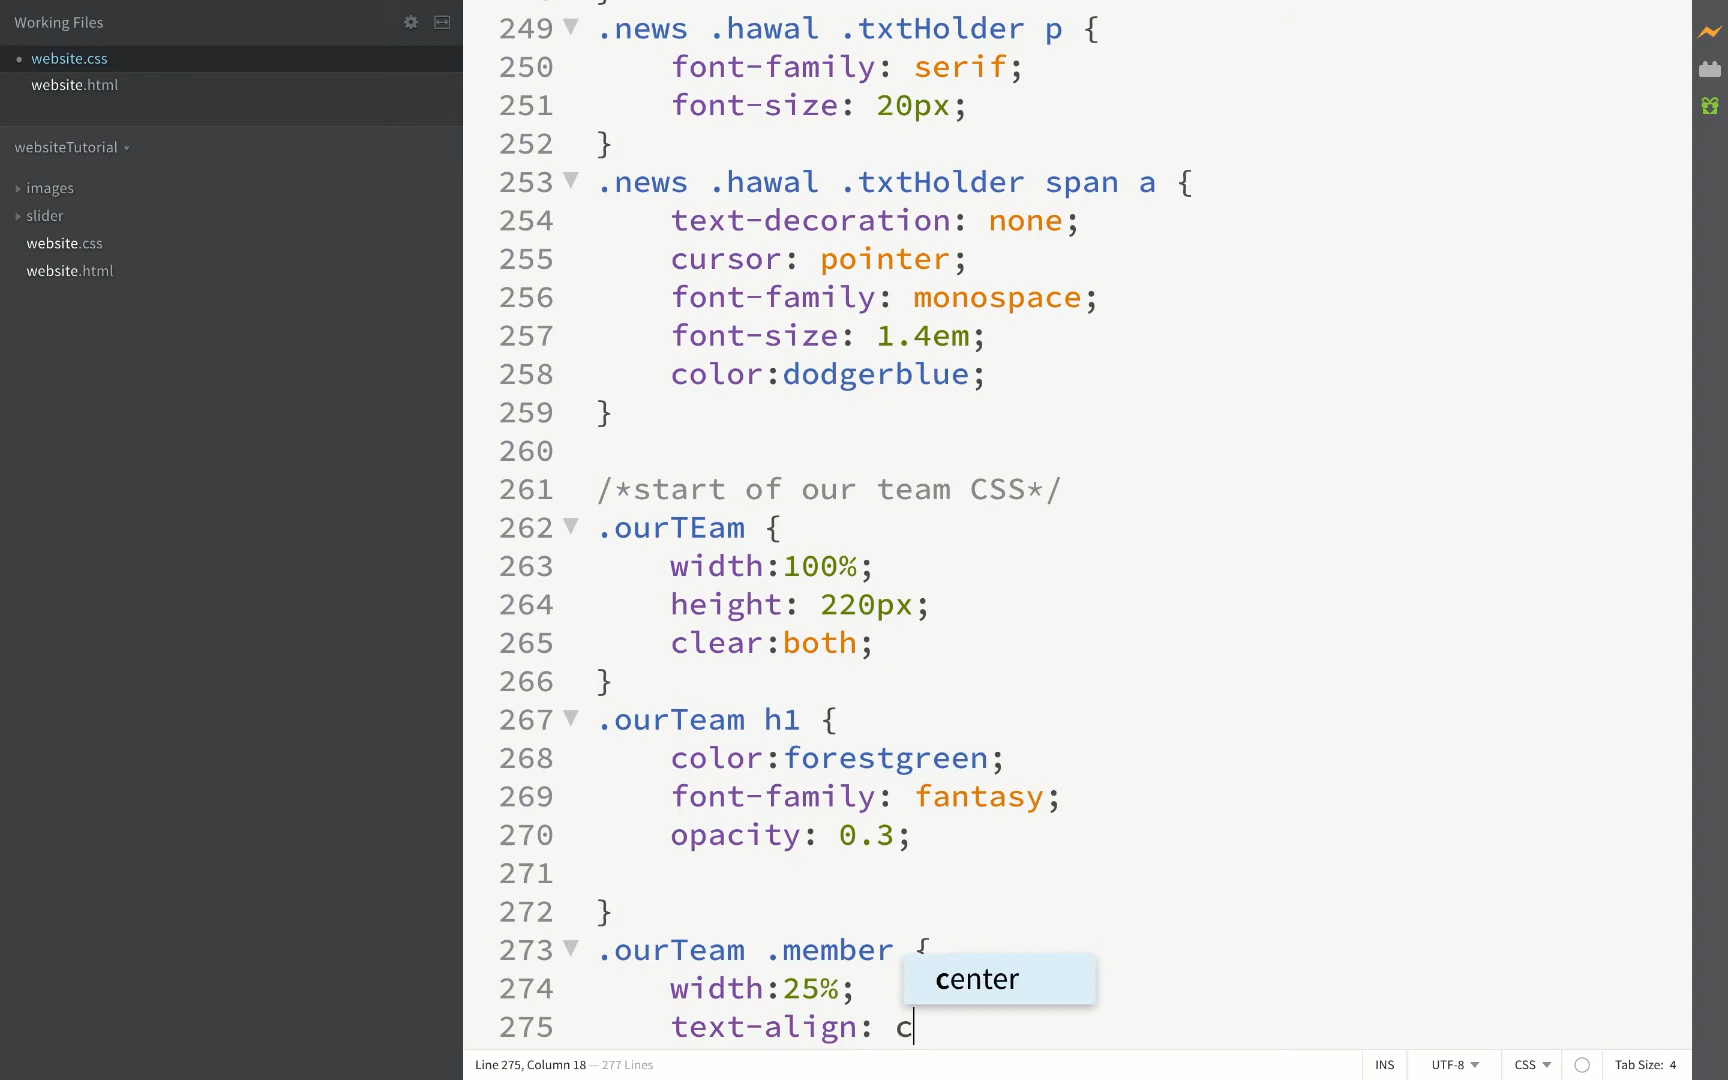 Working Files
website.css
website.html
websiteTutorial
images
slider
website.css
website.html
249 .news .hawal .txtHolder p {
250 font-family: serif;
251 font-size: 20px;
252 }
253 .news .hawal .txtHolder span a {
254 text-decoration: none;
255 cursor: pointer;
256 font-family: monospace;
257 font-size: 1.4em;
258 color:dodgerblue;
259 }
260
261 /*start of our team CSS*/
262 .ourTEam {
263 width:100%;
264 height: 220px;
265 clear:both;
266 }
267 .ourTeam h1 {
268 color:forestgreen;
269 font-family: fantasy;
270 opacity: 0.3;
271
272 }
273 .ourTeam .member {
274 width:25%;
center
275 text-align: c
Line 275, Column 18 — 277 Lines
INS UTF-8 CSS Tab Size: 4